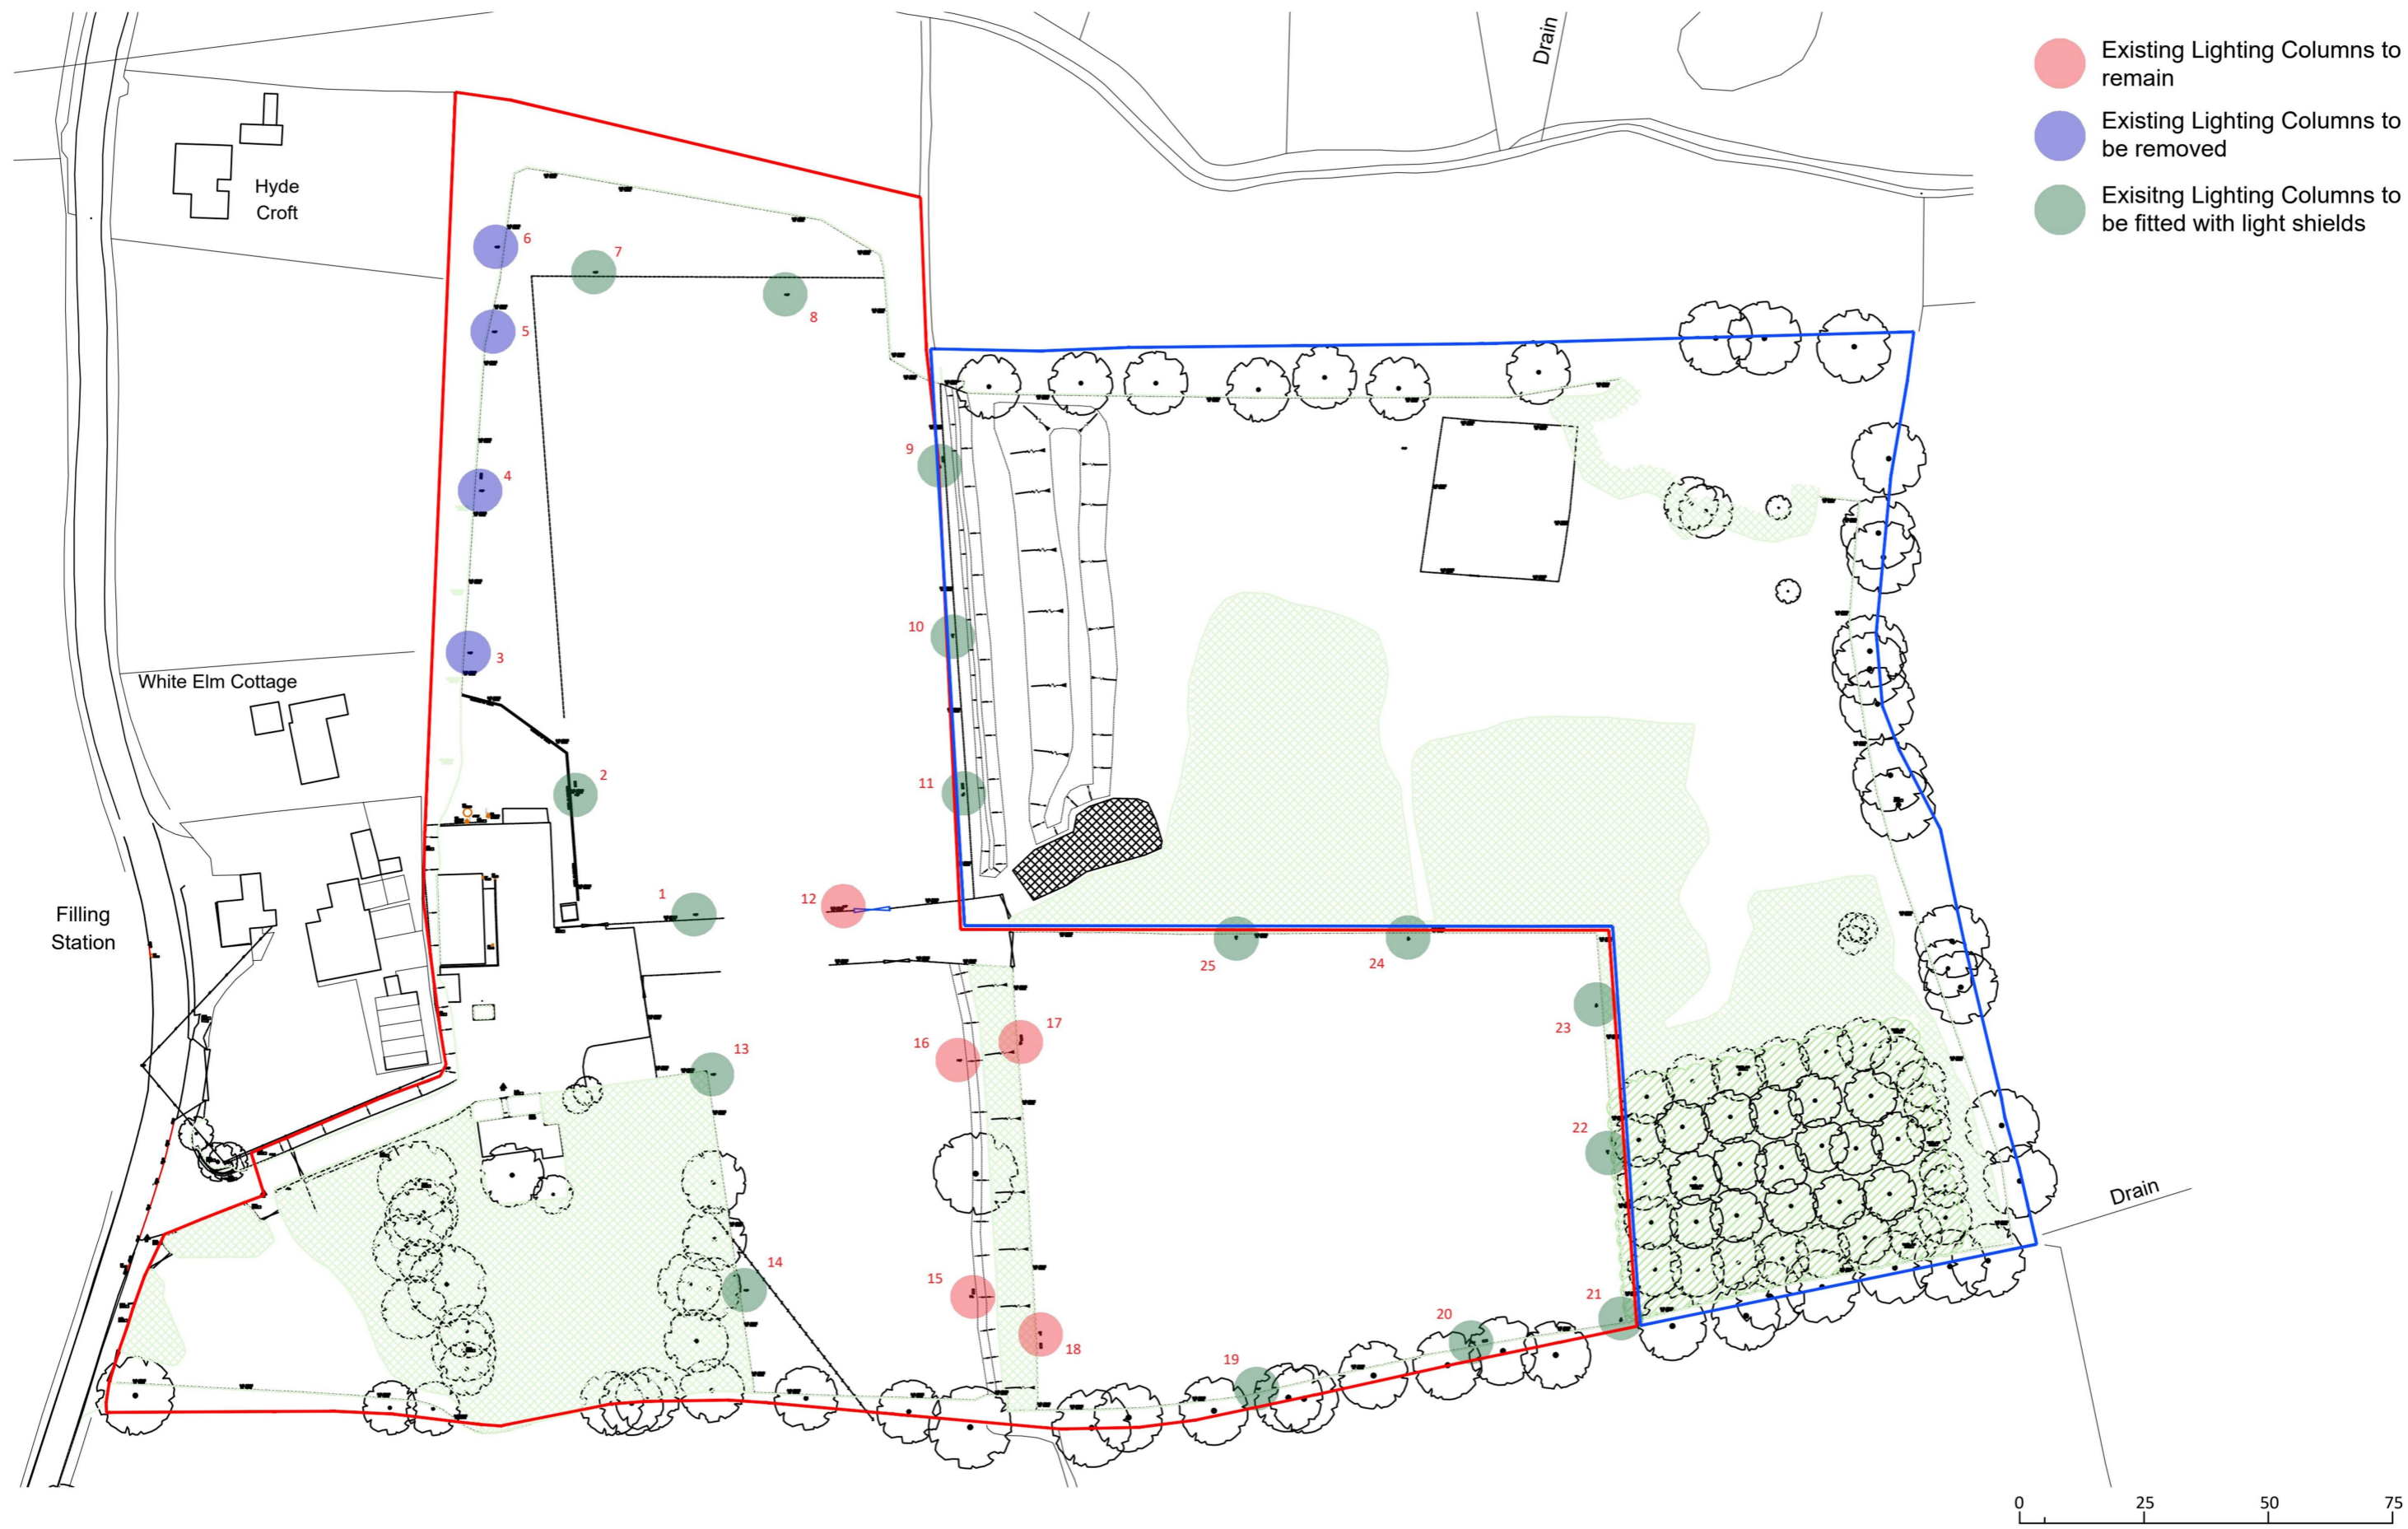 Drain
Existing Lighting Columns to
remain
Existing Lighting Columns to
be removed
Exisitng Lighting Columns to
be fitted with light shields
Hyde
Croft
6
7
8
5
9
4
10
3
White Elm Cottage
2
11
1
12
Filling
Station
25
24
23
17
16
13
22
Drain
14
15
21
20
18
19
0
25
50
75